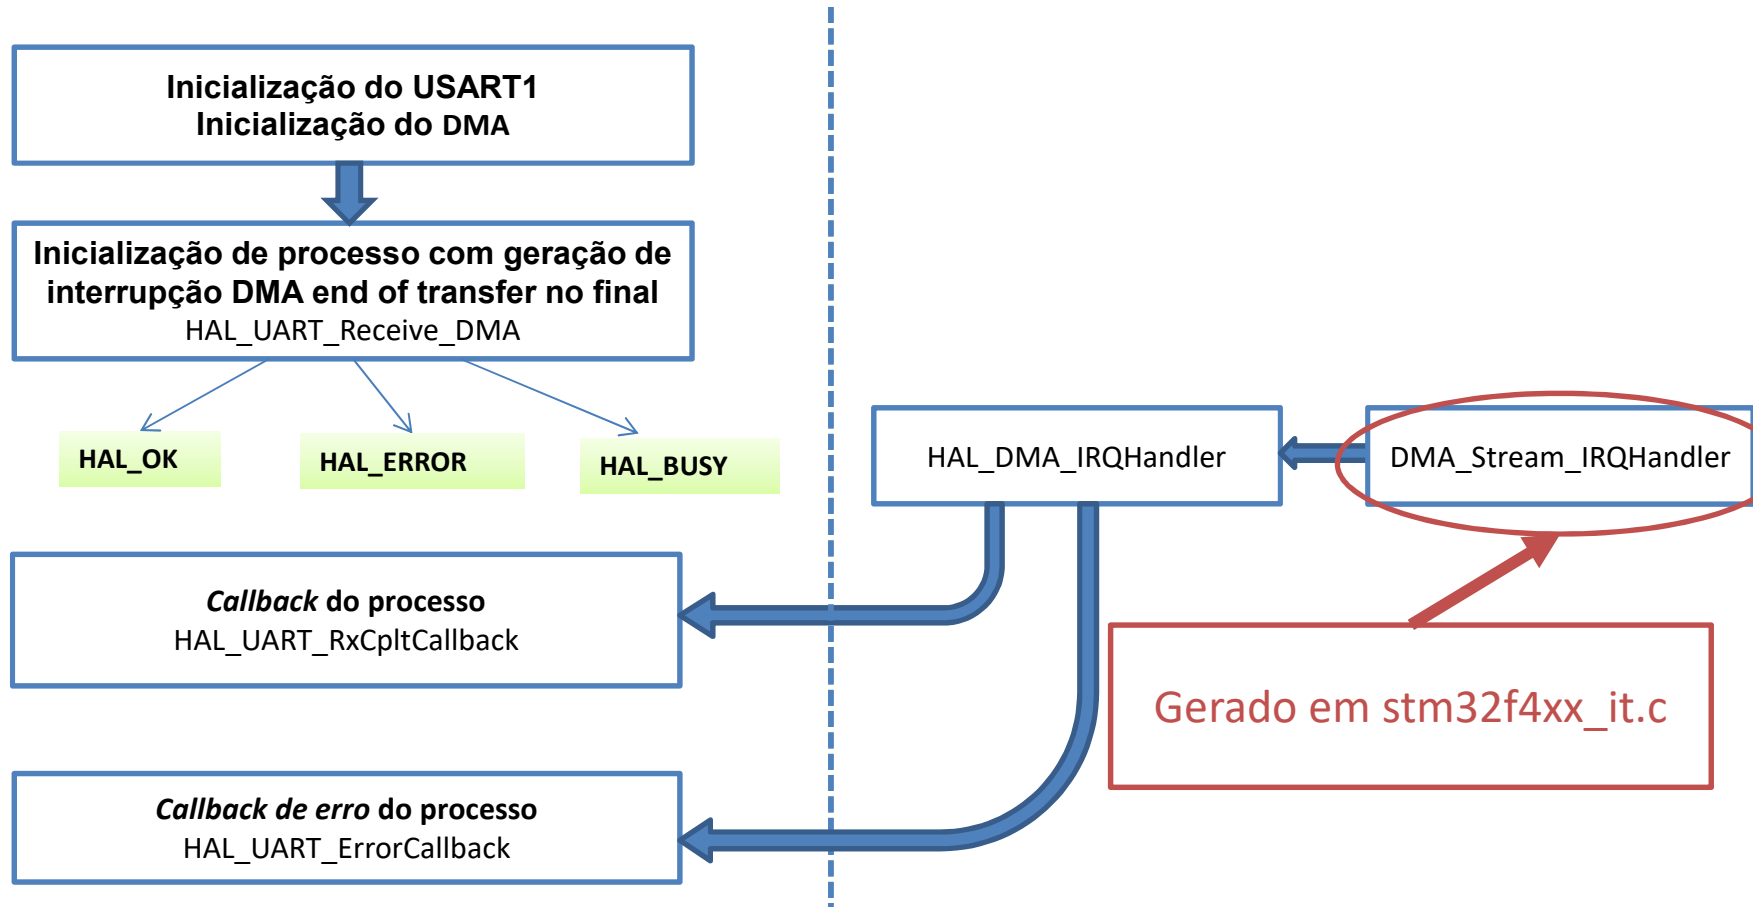 Inicialização do USART1
Inicialização do DMA
Inicialização de processo com geração de
interrupção DMA end of transfer no final
HAL_UART_Receive_DMA
HAL_OK
HAL_ERROR
HAL_BUSY
HAL_DMA_IRQHandler
DMA_Stream_IRQHandler
Callback do processo
HAL_UART_RxCpltCallback
Gerado em stm32f4xx_it.c
Callback de erro do processo
HAL_UART_ErrorCallback